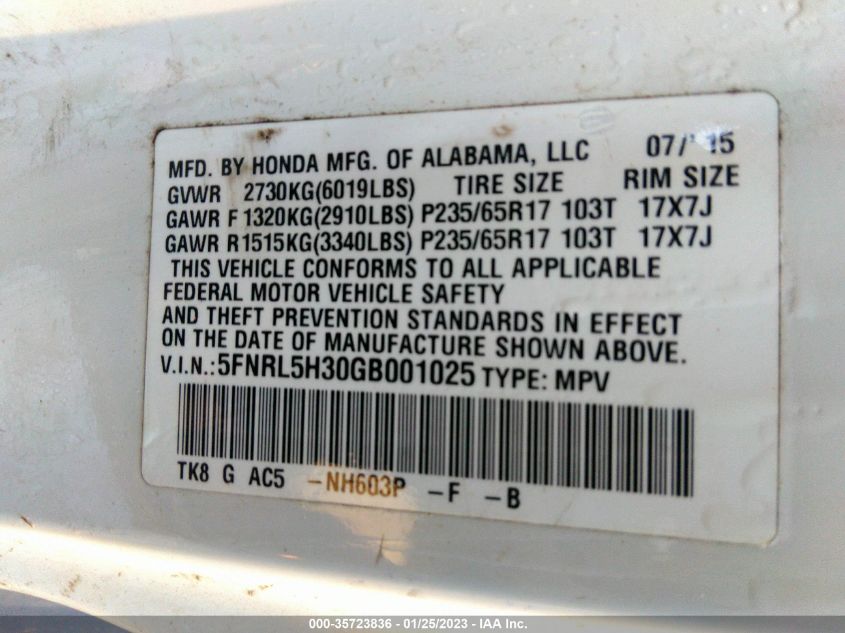 MFD. BY HONDA MFG. OF ALABAMA, LLC 07/ 15
GVWR 2730KG(6019LBS) TIRE SIZE RIM SIZE
GAWR F 1320KG(2910LBS) P235/65R17 103T 17X7J
GAWR R1515KG(3340LBS) P235/65R17 103T 17X7J
THIS VEHICLE CONFORMS TO ALL APPLICABLE
FEDERAL MOTOR VEHICLE SAFETY
AND THEFT PREVENTION STANDARDS IN EFFECT
ON THE DATE OF MANUFACTURE SHOWN ABOVE.
V.I.N.:5FNRL5H30GB001025 TYPE: MPV
TK8 G AC5 -NH603P -F -B
000-35723836 - 01/25/2023 - IAA Inc.